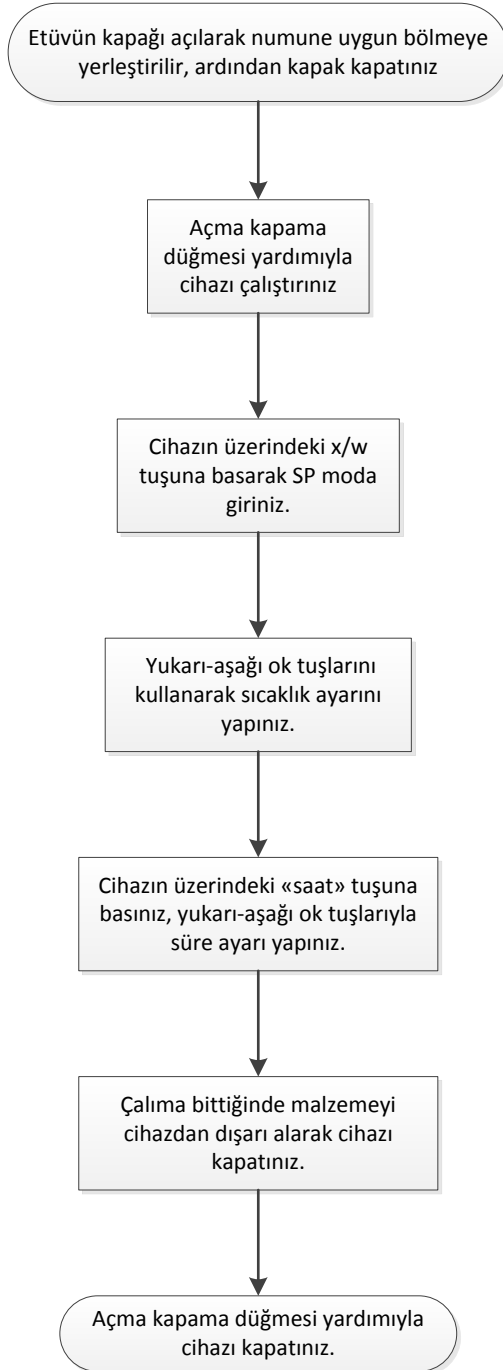 Etüvün kapağı açılarak numune uygun bölmeye
yerleştirilir, ardından kapak kapatınız
Açma kapama
düğmesi yardımıyla
cihazı çalıştırınız
Cihazın üzerindeki x/w
tuşuna basarak SP moda
giriniz.
Yukarı-aşağı ok tuşlarını
kullanarak sıcaklık ayarını
yapınız.
Cihazın üzerindeki «saat» tuşuna
basınız, yukarı-aşağı ok tuşlarıyla
süre ayarı yapınız.
Çalıma bittiğinde malzemeyi
cihazdan dışarı alarak cihazı
kapatınız.
Açma kapama düğmesi yardımıyla
cihazı kapatınız.